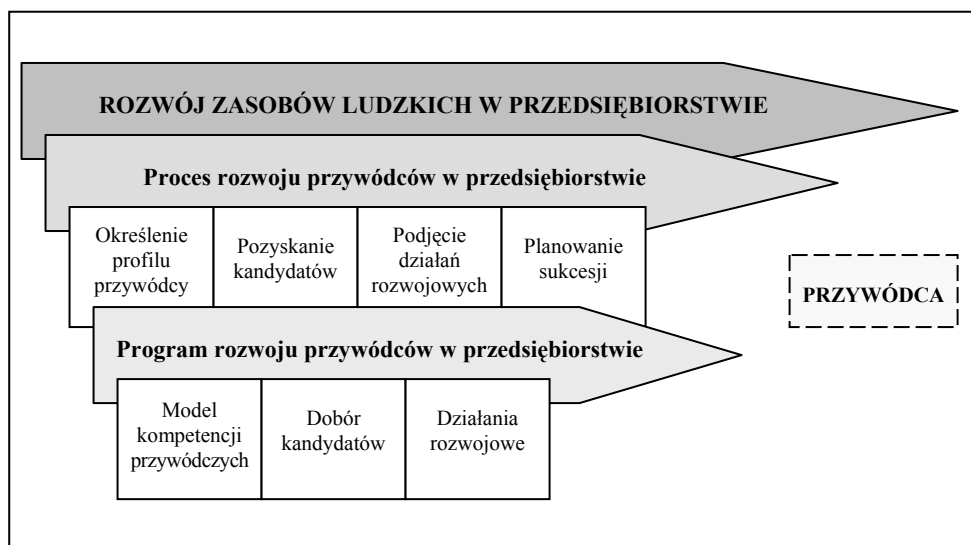 ROZWÓJ ZASOBÓW LUDZKICH W PRZEDSIĘBIORSTWIE
Proces rozwoju przywódców w przedsiębiorstwie
Określenie
profilu
przywódcy
Pozyskanie
kandydatów
Podjęcie
działań
rozwojowych
Planowanie
sukcesji
PRZYWÓDCA
Program rozwoju przywódców w przedsiębiorstwie
Model
kompetencji
przywódczych
Dobór
kandydatów
Działania
rozwojowe